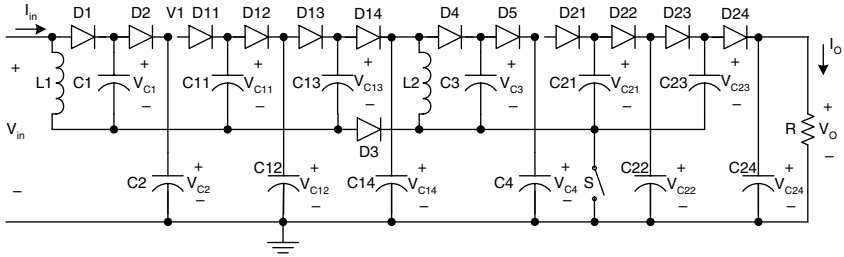 I_in D1 D2 V1 D11 D12 D13 D14 D4 D5 D21 D22 D23 D24 I_O
+ L1 C1 + V_C1 − C11 + V_C11 − C13 + V_C13 − L2 C3 + V_C3 − C21 + V_C21 − C23 + V_C23 −
V_in D3 R + V_O −
− C2 + V_C2 − C12 + V_C12 − C14 + V_C14 − C4 + V_C4 − S C22 + V_C22 − C24 + V_C24 −